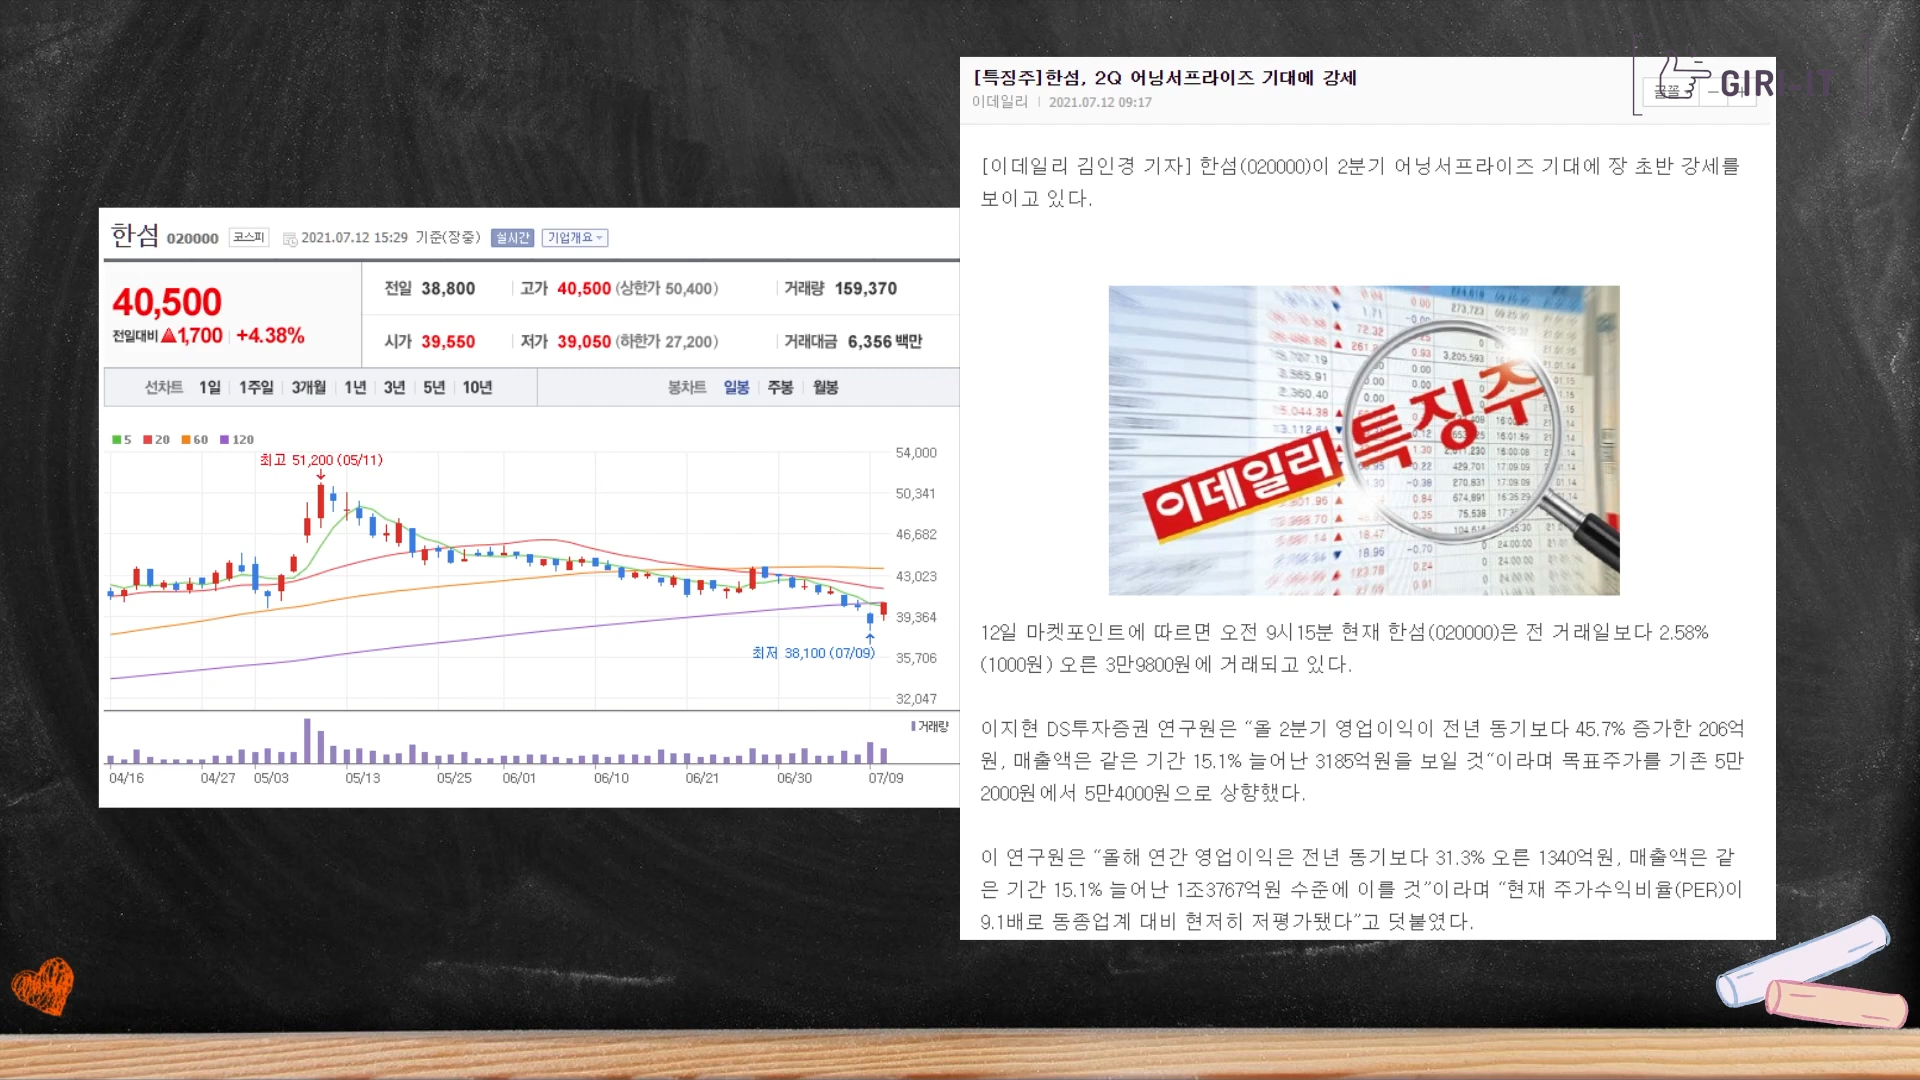 한섬 020000 코스피 2021.07.12 15:29 기준(장중) 실시간 기업개요
40,500
전일대비 ▲1,700 +4.38%
전일 38,800 고가 40,500 (상한가 50,400) 거래량 159,370
시가 39,550 저가 39,050 (하한가 27,200) 거래대금 6,356 백만
선차트 1일 1주일 3개월 1년 3년 5년 10년 봉차트 일봉 주봉 월봉
5 20 60 120
최고 51,200 (05/11)
54,000
50,341
46,682
43,023
39,364
35,706
32,047
최저 38,100 (07/09)
거래량
04/16 04/27 05/03 05/13 05/25 06/01 06/10 06/21 06/30 07/09
[특징주]한섬, 2Q 어닝서프라이즈 기대에 강세
이데일리 2021.07.12 09:17
GIRL-IT
[이데일리 김인경 기자] 한섬(020000)이 2분기 어닝서프라이즈 기대에 장 초반 강세를
보이고 있다.
이데일리 특징주
12일 마켓포인트에 따르면 오전 9시15분 현재 한섬(020000)은 전 거래일보다 2.58%
(1000원) 오른 3만9800원에 거래되고 있다.
이지현 DS투자증권 연구원은 “올 2분기 영업이익이 전년 동기보다 45.7% 증가한 206억
원, 매출액은 같은 기간 15.1% 늘어난 3185억원을 보일 것“이라며 목표주가를 기존 5만
2000원에서 5만4000원으로 상향했다.
이 연구원은 “올해 연간 영업이익은 전년 동기보다 31.3% 오른 1340억원, 매출액은 같
은 기간 15.1% 늘어난 1조3767억원 수준에 이를 것”이라며 “현재 주가수익비율(PER)이
9.1배로 동종업계 대비 현저히 저평가됐다”고 덧붙였다.